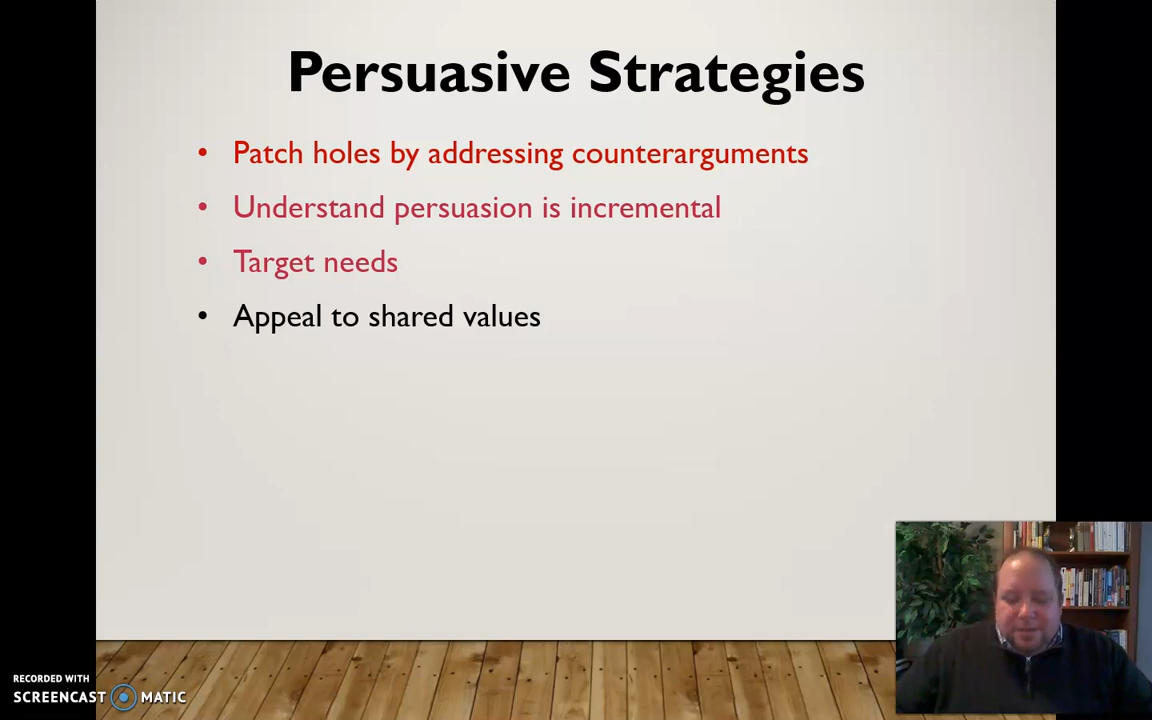 Persuasive Strategies
• Patch holes by addressing counterarguments
• Understand persuasion is incremental
• Target needs
• Appeal to shared values
RECORDED WITH
SCREENCAST MATIC